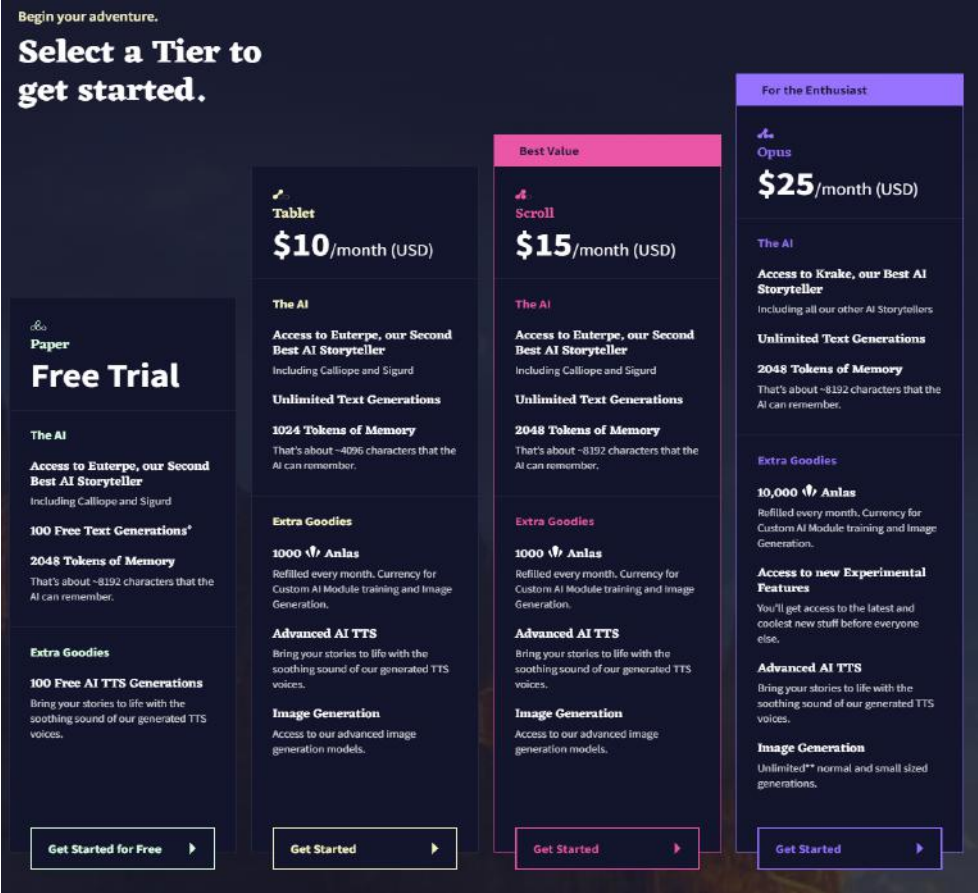 Begin your adventure.
Select a Tier to
get started.
Paper
Free Trial
The AI
Access to Euterpe, our Second
Best AI Storyteller
Including Calliope and Sigurd
100 Free Text Generations*
2048 Tokens of Memory
That's about ~8192 characters that the
AI can remember.
Extra Goodies
100 Free AI TTS Generations
Bring your stories to life with the
soothing sound of our generated TTS
voices.
Get Started for Free
Tablet
$10/month (USD)
The AI
Access to Euterpe, our Second
Best AI Storyteller
Including Calliope and Sigurd
Unlimited Text Generations
1024 Tokens of Memory
That's about ~4096 characters that the
AI can remember.
Extra Goodies
1000 Anlas
Refilled every month. Currency for
Custom AI Module training and Image
Generation.
Advanced AI TTS
Bring your stories to life with the
soothing sound of our generated TTS
voices.
Image Generation
Access to our advanced image
generation models.
Get Started
Best Value
Scroll
$15/month (USD)
The AI
Access to Euterpe, our Second
Best AI Storyteller
Including Calliope and Sigurd
Unlimited Text Generations
2048 Tokens of Memory
That's about ~8192 characters that the
AI can remember.
Extra Goodies
1000 Anlas
Refilled every month. Currency for
Custom AI Module training and Image
Generation.
Advanced AI TTS
Bring your stories to life with the
soothing sound of our generated TTS
voices.
Image Generation
Access to our advanced image
generation models.
Get Started
For the Enthusiast
Opus
$25/month (USD)
The AI
Access to Krake, our Best AI
Storyteller
Including all our other AI Storytellers
Unlimited Text Generations
2048 Tokens of Memory
That's about ~8192 characters that the
AI can remember.
Extra Goodies
10,000 Anlas
Refilled every month. Currency for
Custom AI Module training and Image
Generation.
Access to new Experimental
Features
You'll get access to the latest and
coolest new stuff before everyone
else.
Advanced AI TTS
Bring your stories to life with the
soothing sound of our generated TTS
voices.
Image Generation
Unlimited** normal and small sized
generations.
Get Started